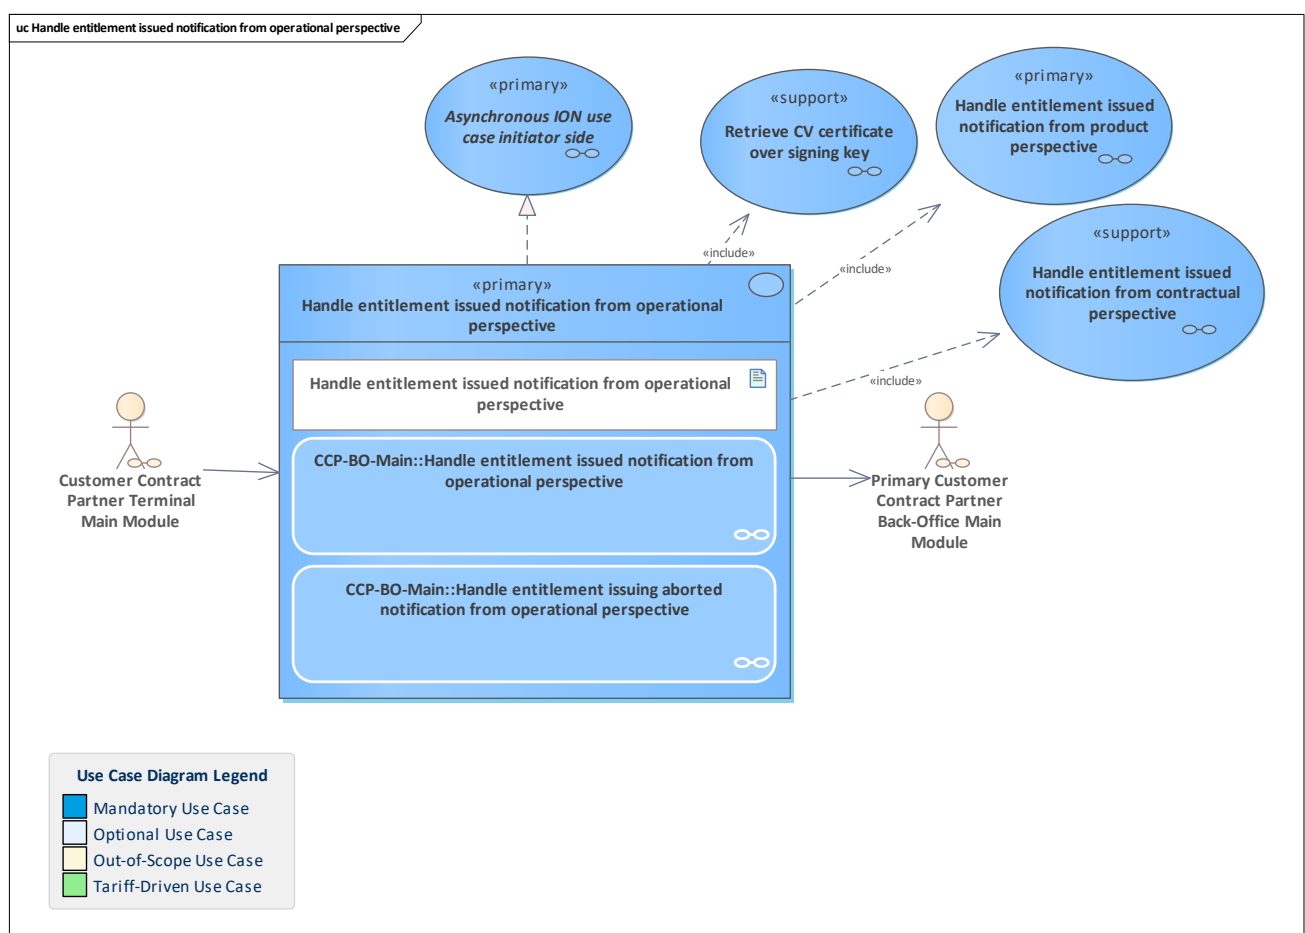 uc Handle entitlement issued notification from operational perspective
«primary»
Asynchronous ION use
case initiator side
«support»
Retrieve CV certificate
over signing key
«primary»
Handle entitlement issued
notification from product
perspective
«support»
Handle entitlement issued
notification from contractual
perspective
«include»
«include»
«include»
«primary»
Handle entitlement issued notification from operational
perspective
Handle entitlement issued notification from operational
perspective
CCP-BO-Main::Handle entitlement issued notification from
operational perspective
CCP-BO-Main::Handle entitlement issuing aborted
notification from operational perspective
Customer Contract
Partner Terminal
Main Module
Primary Customer
Contract Partner
Back-Office Main
Module
Use Case Diagram Legend
Mandatory Use Case
Optional Use Case
Out-of-Scope Use Case
Tariff-Driven Use Case